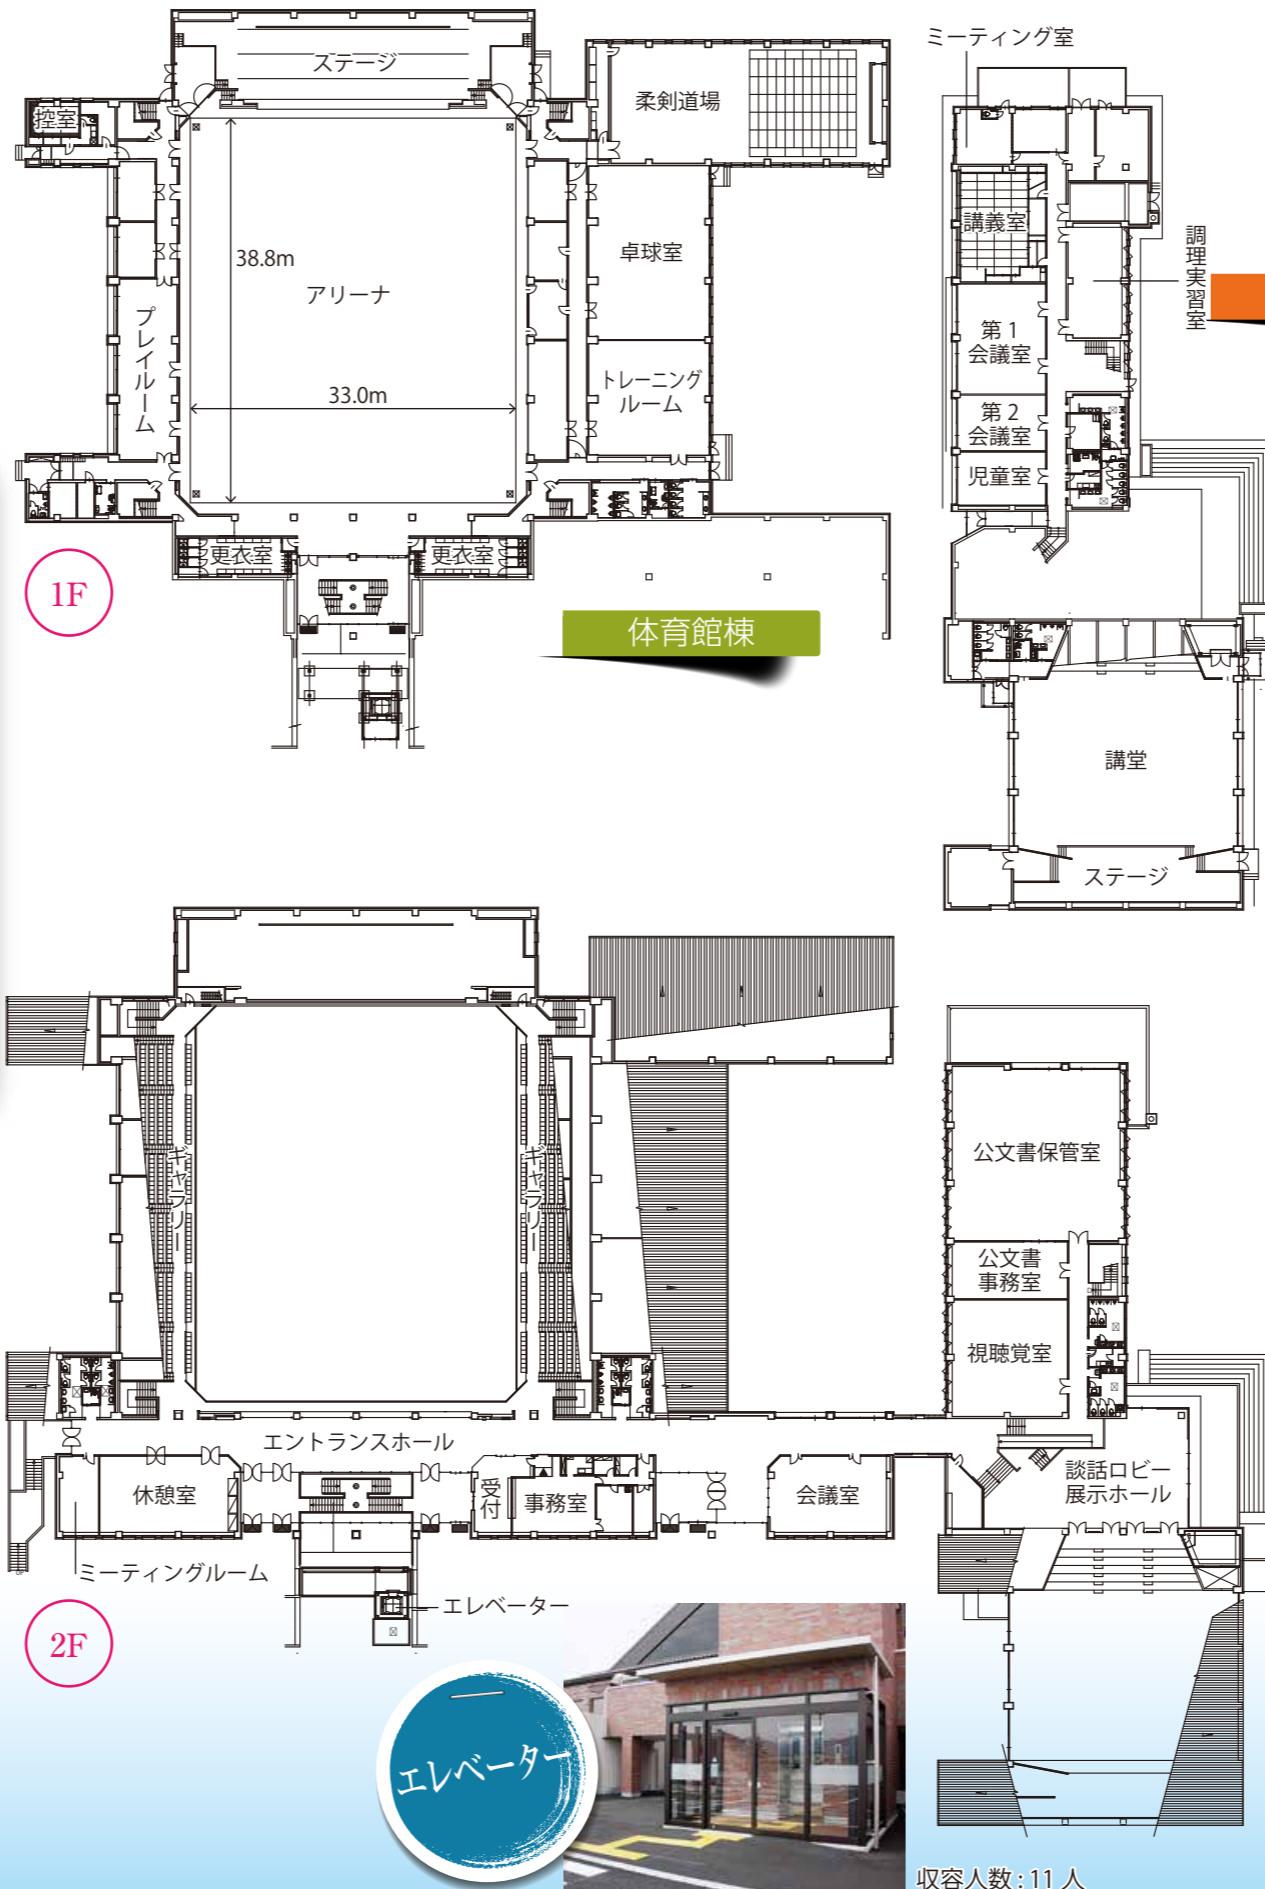 ステージ
控室
柔剣道場
38.8m
アリーナ
卓球室
プレイルーム
33.0m
トレーニング
ルーム
更衣室
更衣室
1F
体育館棟
ミーティング室
講義室
調理実習室
第1
会議室
第2
会議室
児童室
講堂
ステージ
ギャラリー
ギャラリー
公文書保管室
公文書
事務室
視聴覚室
エントランスホール
休憩室
受付
事務室
会議室
談話ロビー
展示ホール
ミーティングルーム
エレベーター
2F
エレベーター
収容人数：11人